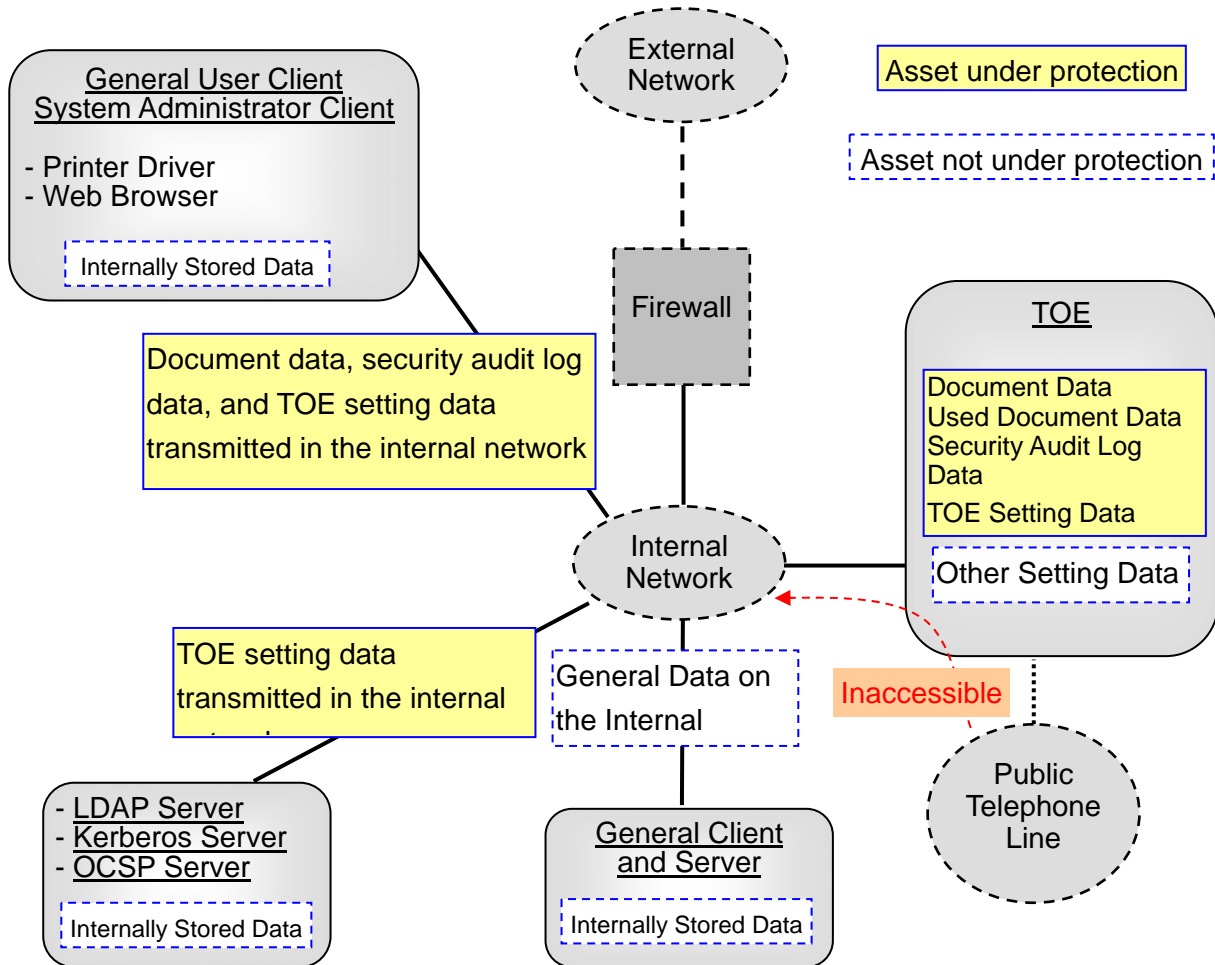 General User Client
System Administrator Client
- Printer Driver
- Web Browser
Internally Stored Data
External
Network
Asset under protection
Asset not under protection
Firewall
Document data, security audit log
data, and TOE setting data
transmitted in the internal network
TOE
Document Data
Used Document Data
Security Audit Log
Data
TOE Setting Data
Other Setting Data
Internal
Network
TOE setting data
transmitted in the internal
General Data on
the Internal
Inaccessible
Public
Telephone
Line
- LDAP Server
- Kerberos Server
- OCSP Server
Internally Stored Data
General Client
and Server
Internally Stored Data